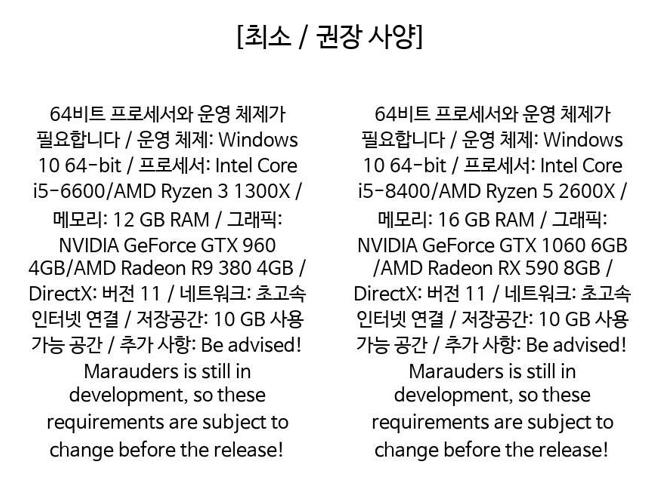 [최소 / 권장 사양]
64비트 프로세서와 운영 체제가
필요합니다 / 운영 체제: Windows
10 64-bit / 프로세서: Intel Core
i5-6600/AMD Ryzen 3 1300X /
메모리: 12 GB RAM / 그래픽:
NVIDIA GeForce GTX 960
4GB/AMD Radeon R9 380 4GB /
DirectX: 버전 11 / 네트워크: 초고속
인터넷 연결 / 저장공간: 10 GB 사용
가능 공간 / 추가 사항: Be advised!
Marauders is still in
development, so these
requirements are subject to
change before the release!
64비트 프로세서와 운영 체제가
필요합니다 / 운영 체제: Windows
10 64-bit / 프로세서: Intel Core
i5-8400/AMD Ryzen 5 2600X /
메모리: 16 GB RAM / 그래픽:
NVIDIA GeForce GTX 1060 6GB
/AMD Radeon RX 590 8GB /
DirectX: 버전 11 / 네트워크: 초고속
인터넷 연결 / 저장공간: 10 GB 사용
가능 공간 / 추가 사항: Be advised!
Marauders is still in
development, so these
requirements are subject to
change before the release!